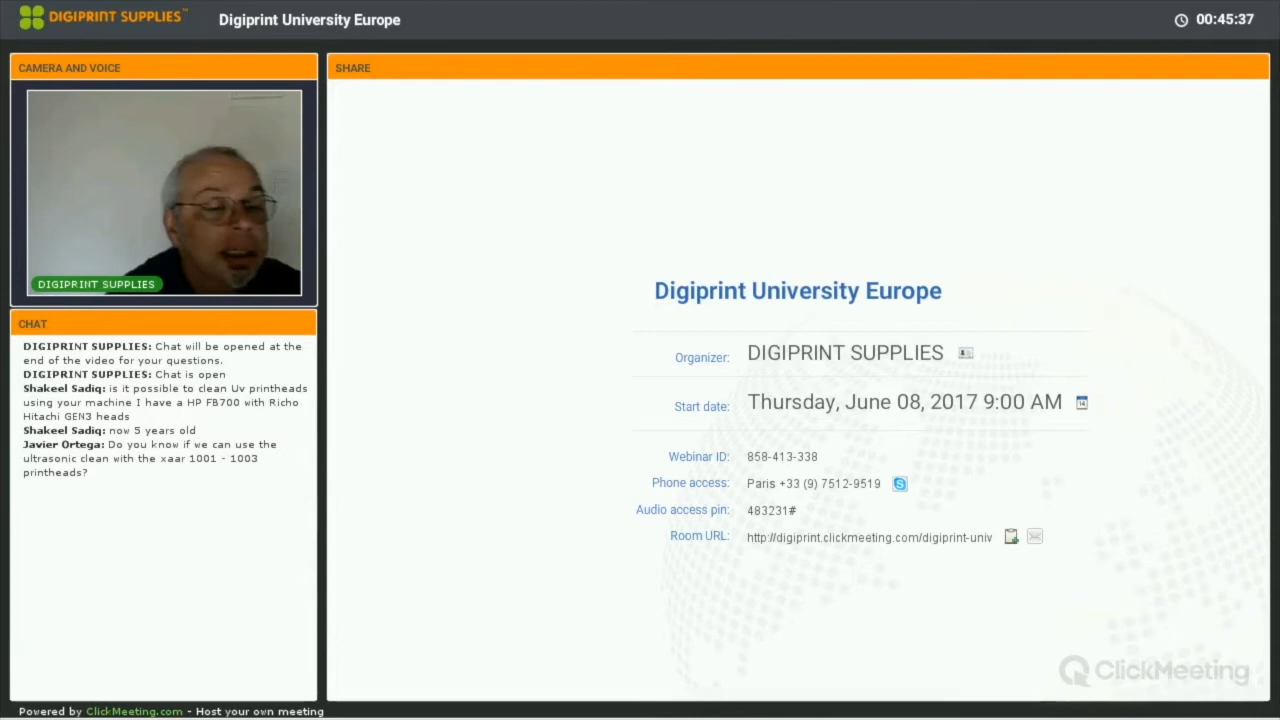 DIGIPRINT SUPPLIES™
Digiprint University Europe
00:45:37
CAMERA AND VOICE
DIGIPRINT SUPPLIES
CHAT
DIGIPRINT SUPPLIES: Chat will be opened at the
end of the video for your questions.
DIGIPRINT SUPPLIES: Chat is open
Shakeel Sadiq: is it possible to clean Uv printheads
using your machine I have a HP FB700 with Richo
Hitachi GEN3 heads
Shakeel Sadiq: now 5 years old
Javier Ortega: Do you know if we can use the
ultrasonic clean with the xaar 1001 - 1003
printheads?
SHARE
Digiprint University Europe
Organizer: DIGIPRINT SUPPLIES
Start date: Thursday, June 08, 2017 9:00 AM
14
Webinar ID: 858-413-338
Phone access: Paris +33 (9) 7512-9519
Audio access pin: 483231#
Room URL: http://digiprint.clickmeeting.com/digiprint-univ
ClickMeeting
Powered by ClickMeeting.com - Host your own meeting